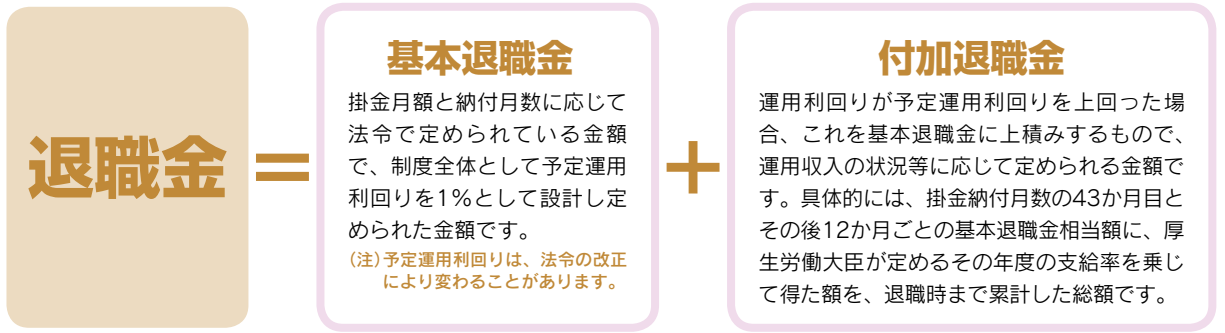 退職金
＝
基本退職金
掛金月額と納付月数に応じて
法令で定められている金額
で、制度全体として予定運用
利回りを1％として設計し定
められた金額です。
(注)予定運用利回りは、法令の改正
により変わることがあります。
＋
付加退職金
運用利回りが予定運用利回りを上回った場
合、これを基本退職金に上積みするもので、
運用収入の状況等に応じて定められる金額で
す。具体的には、掛金納付月数の43か月目と
その後12か月ごとの基本退職金相当額に、厚
生労働大臣が定めるその年度の支給率を乗じ
て得た額を、退職時まで累計した総額です。